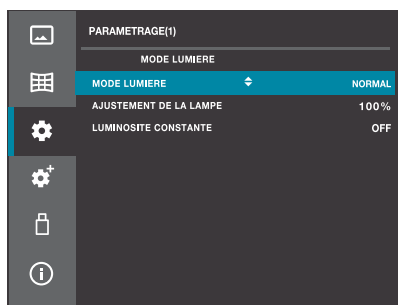 PARAMETRAGE(1)
MODE LUMIERE
MODE LUMIERE NORMAL
AJUSTEMENT DE LA LAMPE 100%
LUMINOSITE CONSTANTE OFF